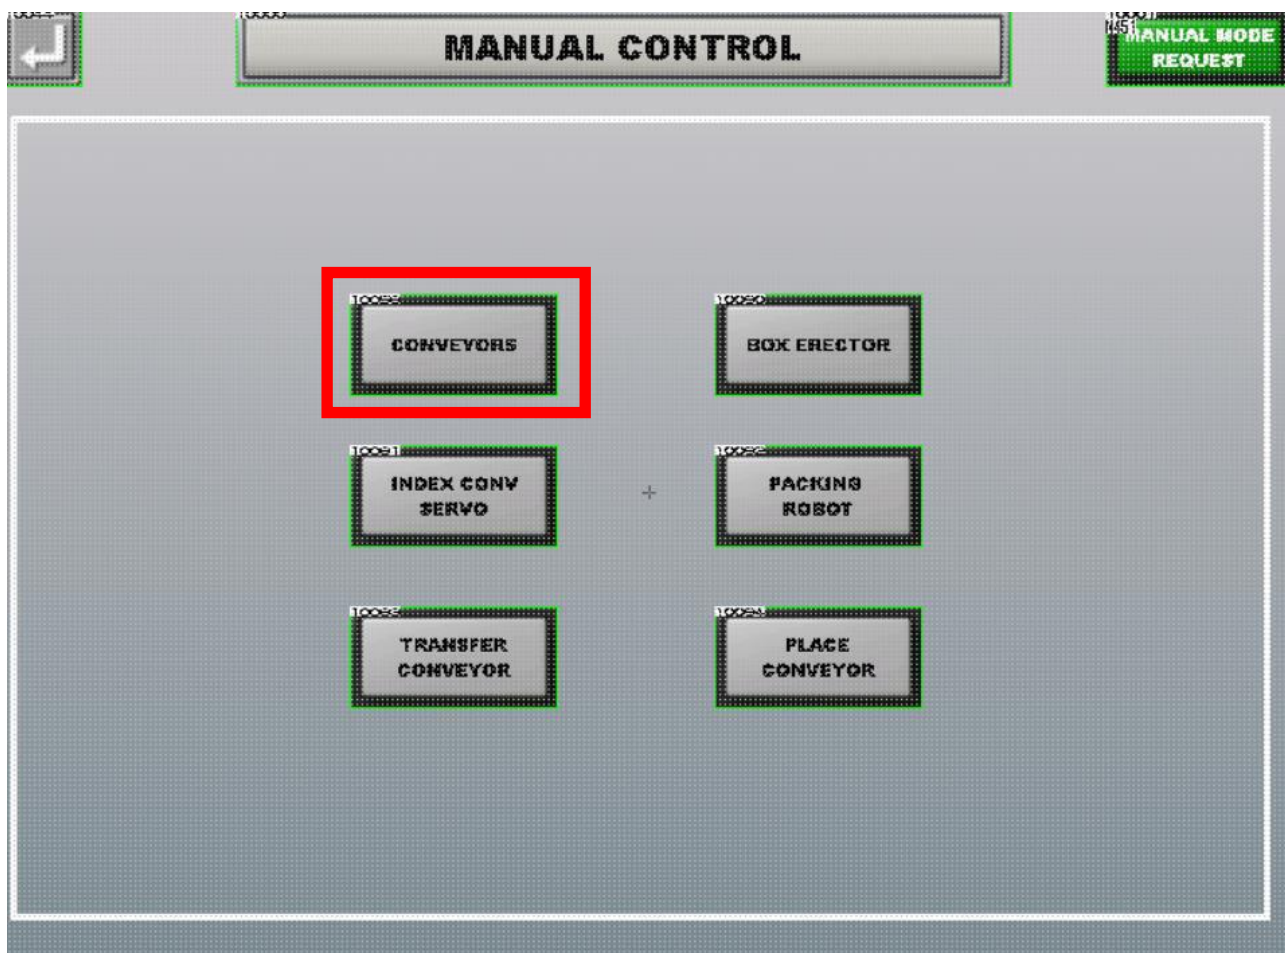 MANUAL CONTROL
MANUAL MODE
REQUEST
CONVEYORS
BOX ERECTOR
INDEX CONV
SERVO
PACKING
ROBOT
TRANSFER
CONVEYOR
PLACE
CONVEYOR